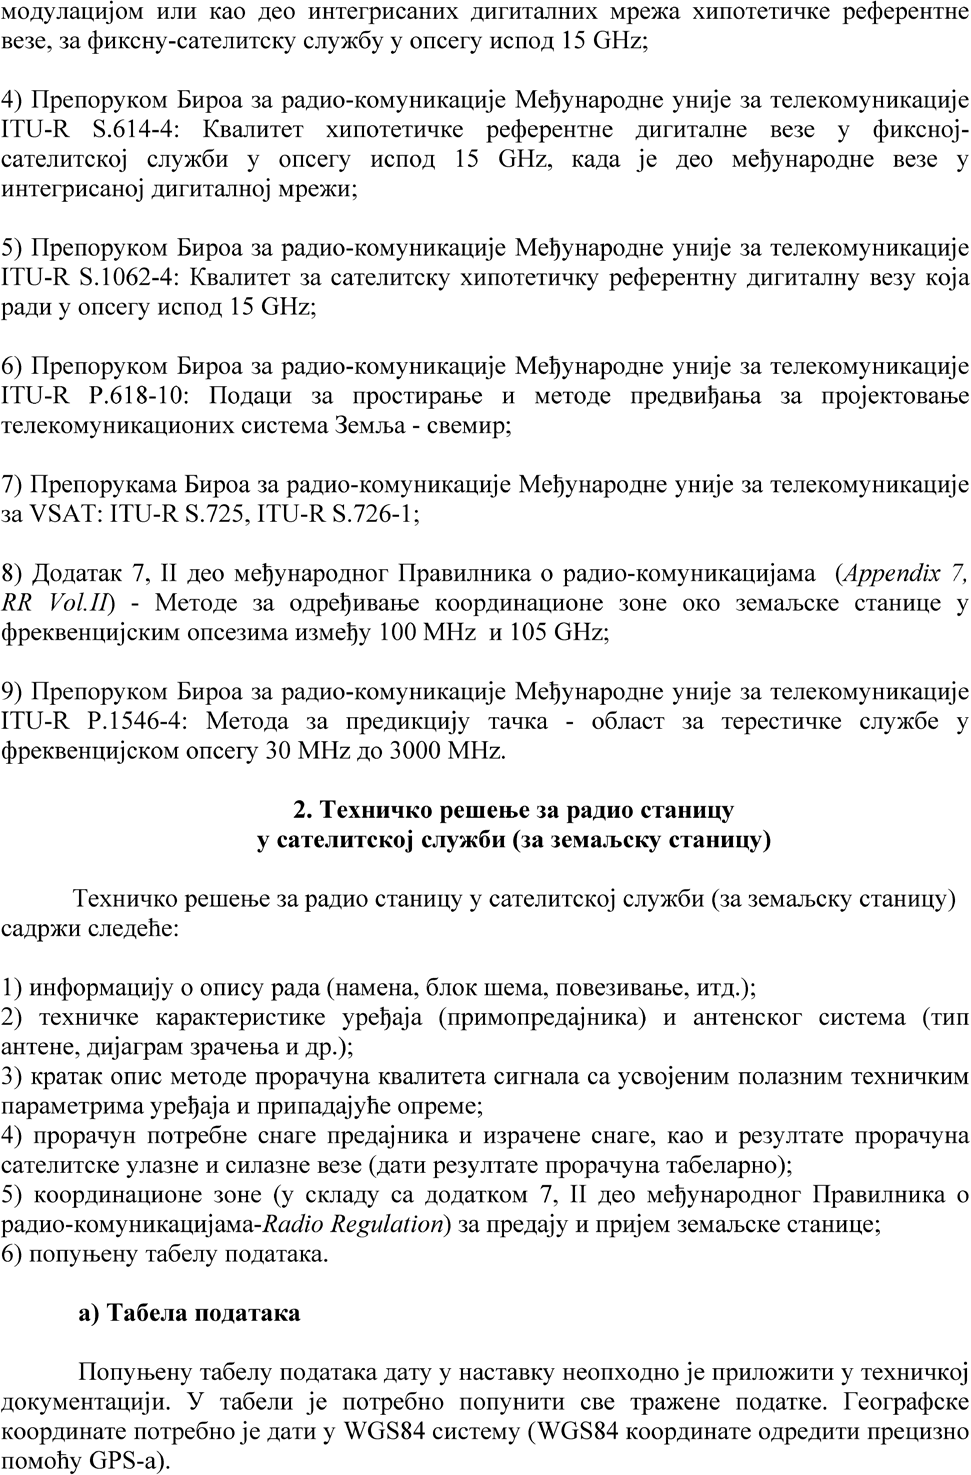 модулацијом или као део интегрисаних дигиталних мрежа хипотетичке референтне
везе, за фиксну-сателитску службу у опсегу испод 15 GHz;
4) Препоруком Бироа за радио-комуникације Међународне уније за телекомуникације
ITU-R S.614-4: Квалитет хипотетичке референтне дигиталне везе у фиксној-
сателитској служби у опсегу испод 15 GHz, када је део међународне везе у
интегрисаној дигиталној мрежи;
5) Препоруком Бироа за радио-комуникације Међународне уније за телекомуникације
ITU-R S.1062-4: Квалитет за сателитску хипотетичку референтну дигиталну везу која
ради у опсегу испод 15 GHz;
6) Препоруком Бироа за радио-комуникације Међународне уније за телекомуникације
ITU-R P.618-10: Подаци за простирање и методе предвиђања за пројектовање
телекомуникационих система Земља - свемир;
7) Препорукама Бироа за радио-комуникације Међународне уније за телекомуникације
за VSAT: ITU-R S.725, ITU-R S.726-1;
8) Додатак 7, II део међународног Правилника о радио-комуникацијама (Appendix 7,
RR Vol.II) - Методе за одређивање координационе зоне око земаљске станице у
фреквенцијским опсезима између 100 MHz и 105 GHz;
9) Препоруком Бироа за радио-комуникације Међународне уније за телекомуникације
ITU-R P.1546-4: Метода за предикцију тачка - област за терестичке службе у
фреквенцијском опсегу 30 MHz до 3000 MHz.
2. Техничко решење за радио станицу
у сателитској служби (за земаљску станицу)
Техничко решење за радио станицу у сателитској служби (за земаљску станицу)
садржи следеће:
1) информацију о опису рада (намена, блок шема, повезивање, итд.);
2) техничке карактеристике уређаја (примопредајника) и антенског система (тип
антене, дијаграм зрачења и др.);
3) кратак опис методе прорачуна квалитета сигнала са усвојеним полазним техничким
параметрима уређаја и припадајуће опреме;
4) прорачун потребне снаге предајника и израчене снаге, као и резултате прорачуна
сателитске улазне и силазне везе (дати резултате прорачуна табеларно);
5) координационе зоне (у складу са додатком 7, II део међународног Правилника о
радио-комуникацијама-Radio Regulation) за предају и пријем земаљске станице;
6) попуњену табелу података.
а) Табела података
Попуњену табелу података дату у наставку неопходно је приложити у техничкој
документацији. У табели је потребно попунити све тражене податке. Географске
координате потребно је дати у WGS84 систему (WGS84 координате одредити прецизно
помоћу GPS-а).